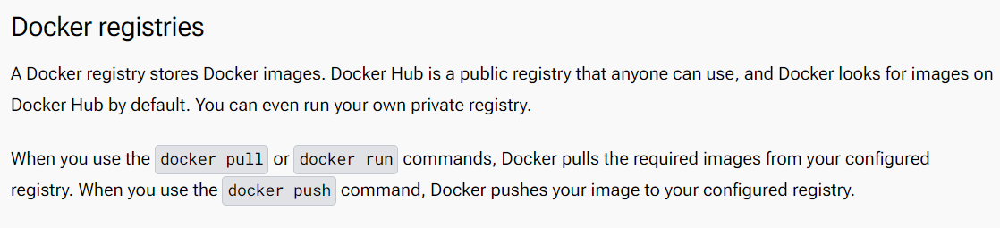 Docker registries
A Docker registry stores Docker images. Docker Hub is a public registry that anyone can use, and Docker looks for images on
Docker Hub by default. You can even run your own private registry.
When you use the docker pull or docker run commands, Docker pulls the required images from your configured
registry. When you use the docker push command, Docker pushes your image to your configured registry.